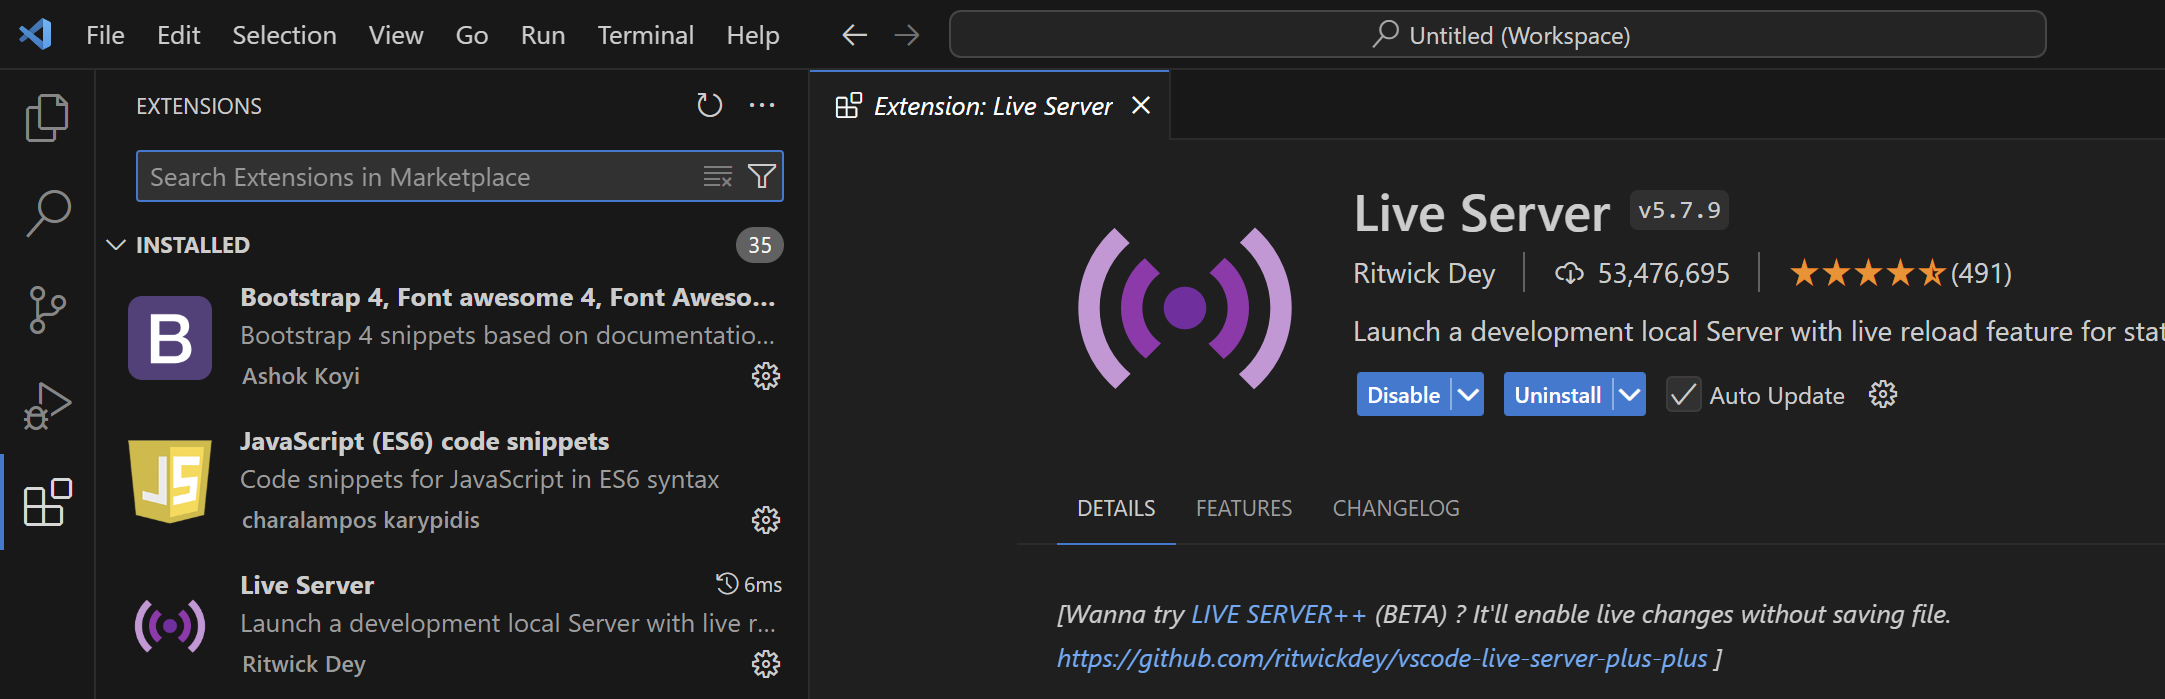 File Edit Selection View Go Run Terminal Help
Untitled (Workspace)
EXTENSIONS
Search Extensions in Marketplace
INSTALLED 35
Bootstrap 4, Font awesome 4, Font Aweso...
Bootstrap 4 snippets based on documentatio...
Ashok Koyi
JavaScript (ES6) code snippets
Code snippets for JavaScript in ES6 syntax
charalampos karypidis
Live Server 6ms
Launch a development local Server with live r...
Ritwick Dey
Extension: Live Server
Live Server v5.7.9
Ritwick Dey 53,476,695 (491)
Launch a development local Server with live reload feature for stat
Disable Uninstall Auto Update
DETAILS FEATURES CHANGELOG
[Wanna try LIVE SERVER++ (BETA) ? It'll enable live changes without saving file.
https://github.com/ritwickdey/vscode-live-server-plus-plus ]